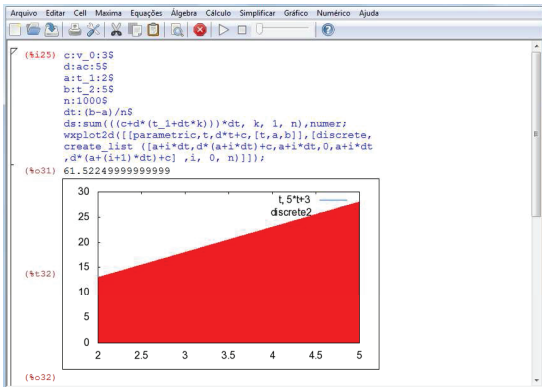 Arquivo Editar Cell Maxima Equações Álgebra Cálculo Simplificar Gráfico Numérico Ajuda
(%i25) c:v_0:3$
d:ac:5$
a:t_1:2$
b:t_2:5$
n:1000$
dt:(b-a)/n$
ds:sum(((c+d*(t_1+dt*k)))*dt, k, 1, n),numer;
wxplot2d([[parametric,t,d*t+c,[t,a,b]],[discrete,
create_list ([a+i*dt,d*(a+i*dt)+c,a+i*dt,0,a+i*dt
,d*(a+(i+1)*dt)+c] ,i, 0, n)]]);
(%o31) 61.52249999999999
(%t32)
30
25
20
15
10
5
0
t, 5*t+3
discrete2
2 2.5 3 3.5 4 4.5 5
(%o32)